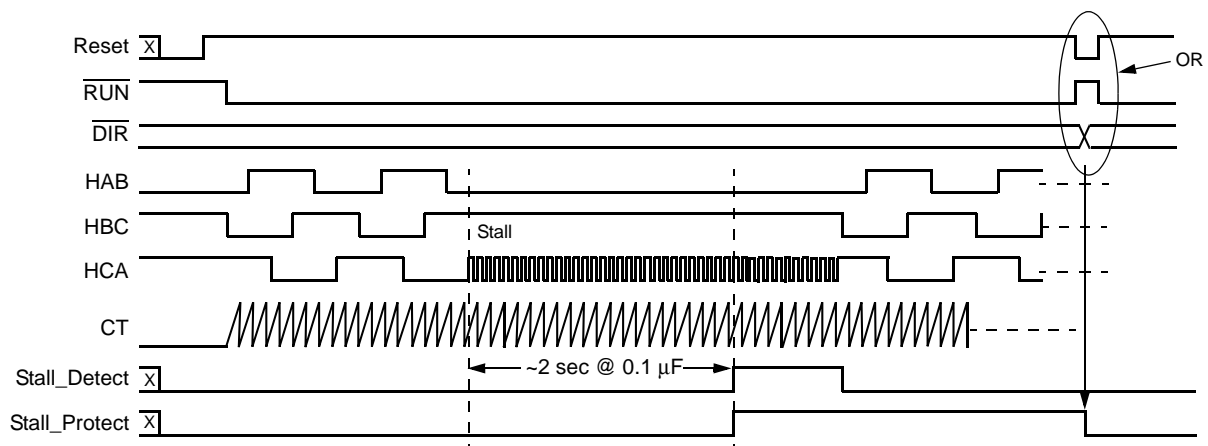 Reset X
OR
RUN
DIR
HAB
HBC
Stall
HCA
CT
~2 sec @ 0.1 μF
Stall_Detect X
Stall_Protect X